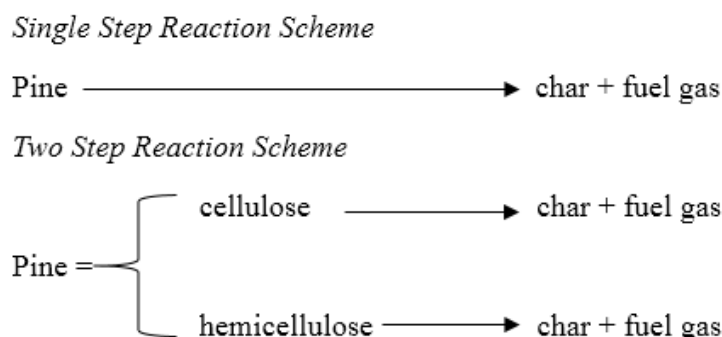 Single Step Reaction Scheme
Pine char + fuel gas
Two Step Reaction Scheme
cellulose char + fuel gas
Pine =
hemicellulose char + fuel gas